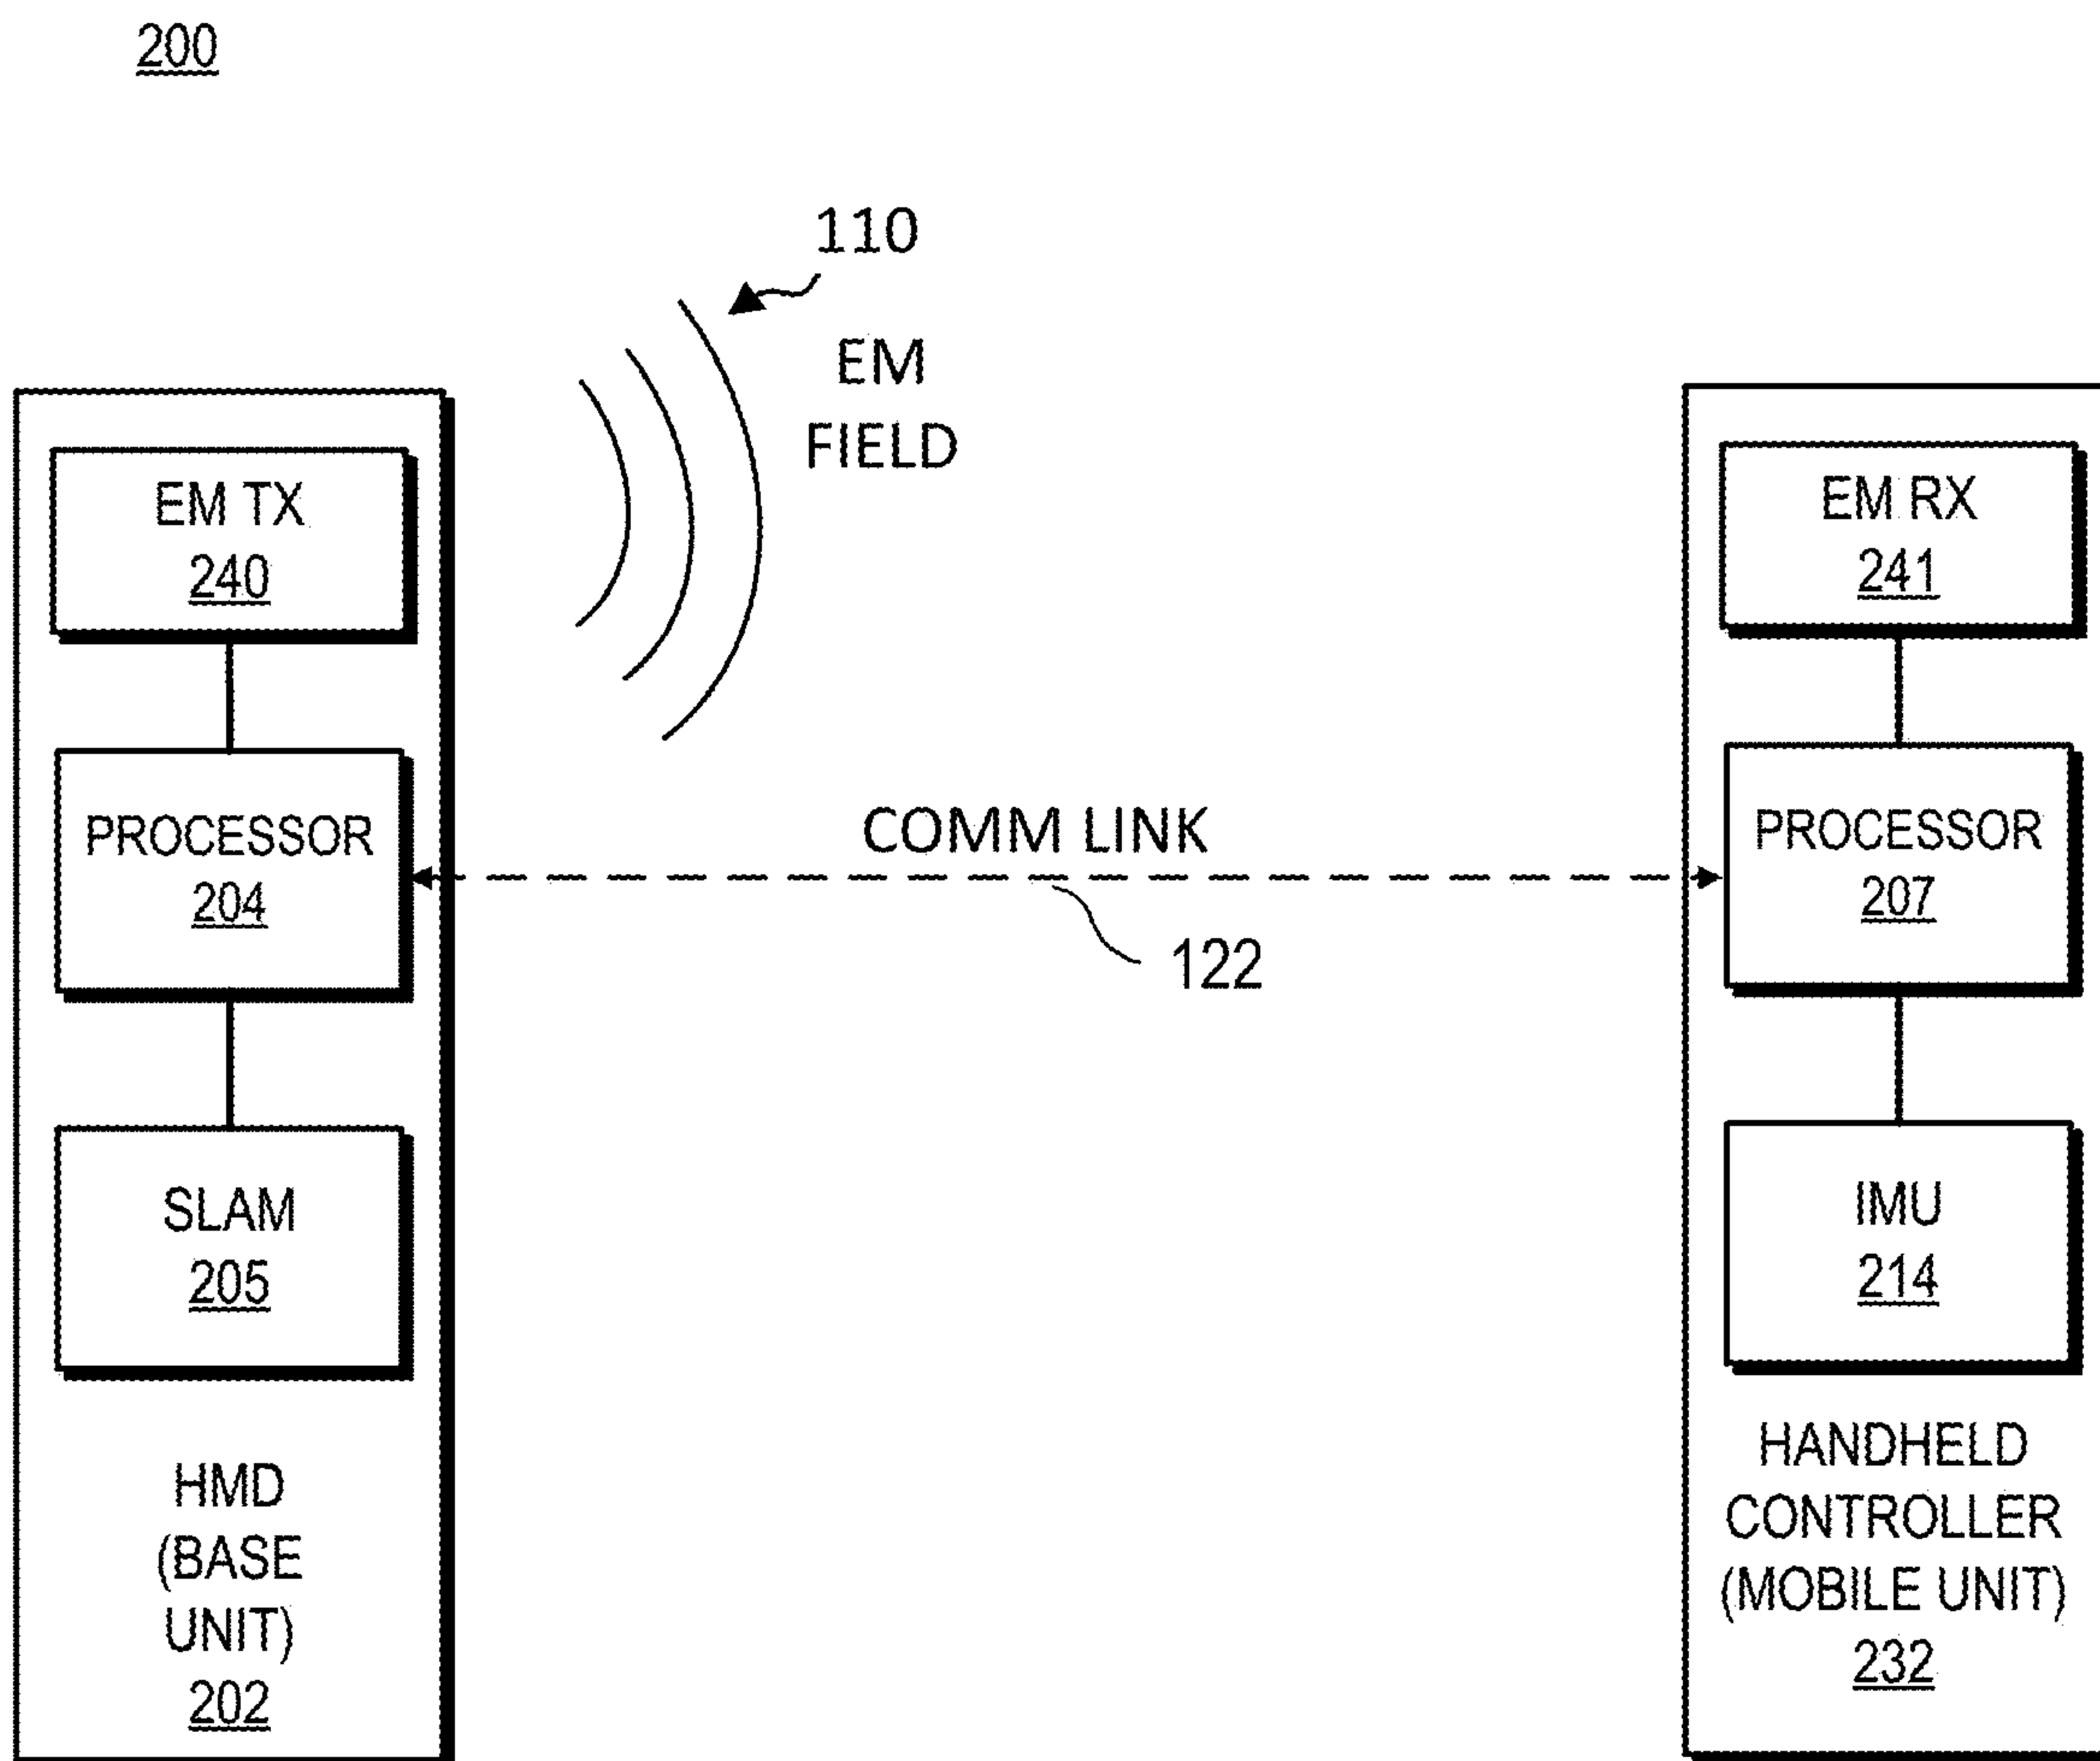 200
110
EM
FIELD
EM TX
240
PROCESSOR
204
SLAM
205
HMD
(BASE
UNIT)
202
COMM LINK
122
EM RX
241
PROCESSOR
207
IMU
214
HANDHELD
CONTROLLER
(MOBILE UNIT)
232